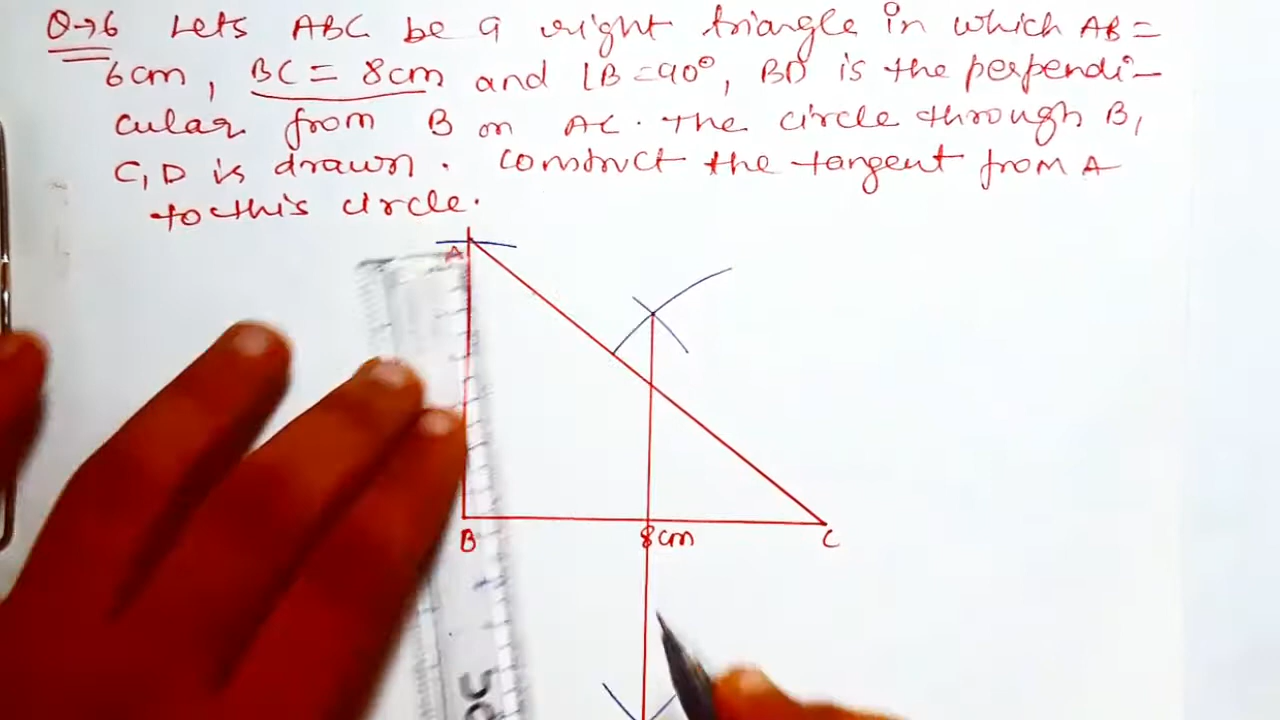 Q→6 Lets ABC be a right triangle in which AB =
6cm, BC = 8cm and ∠B = 90°, BD is the perpendi-
cular from B on AC. The circle through B,
C, D is drawn. construct the tangent from A
to this circle.
A
B 8cm C